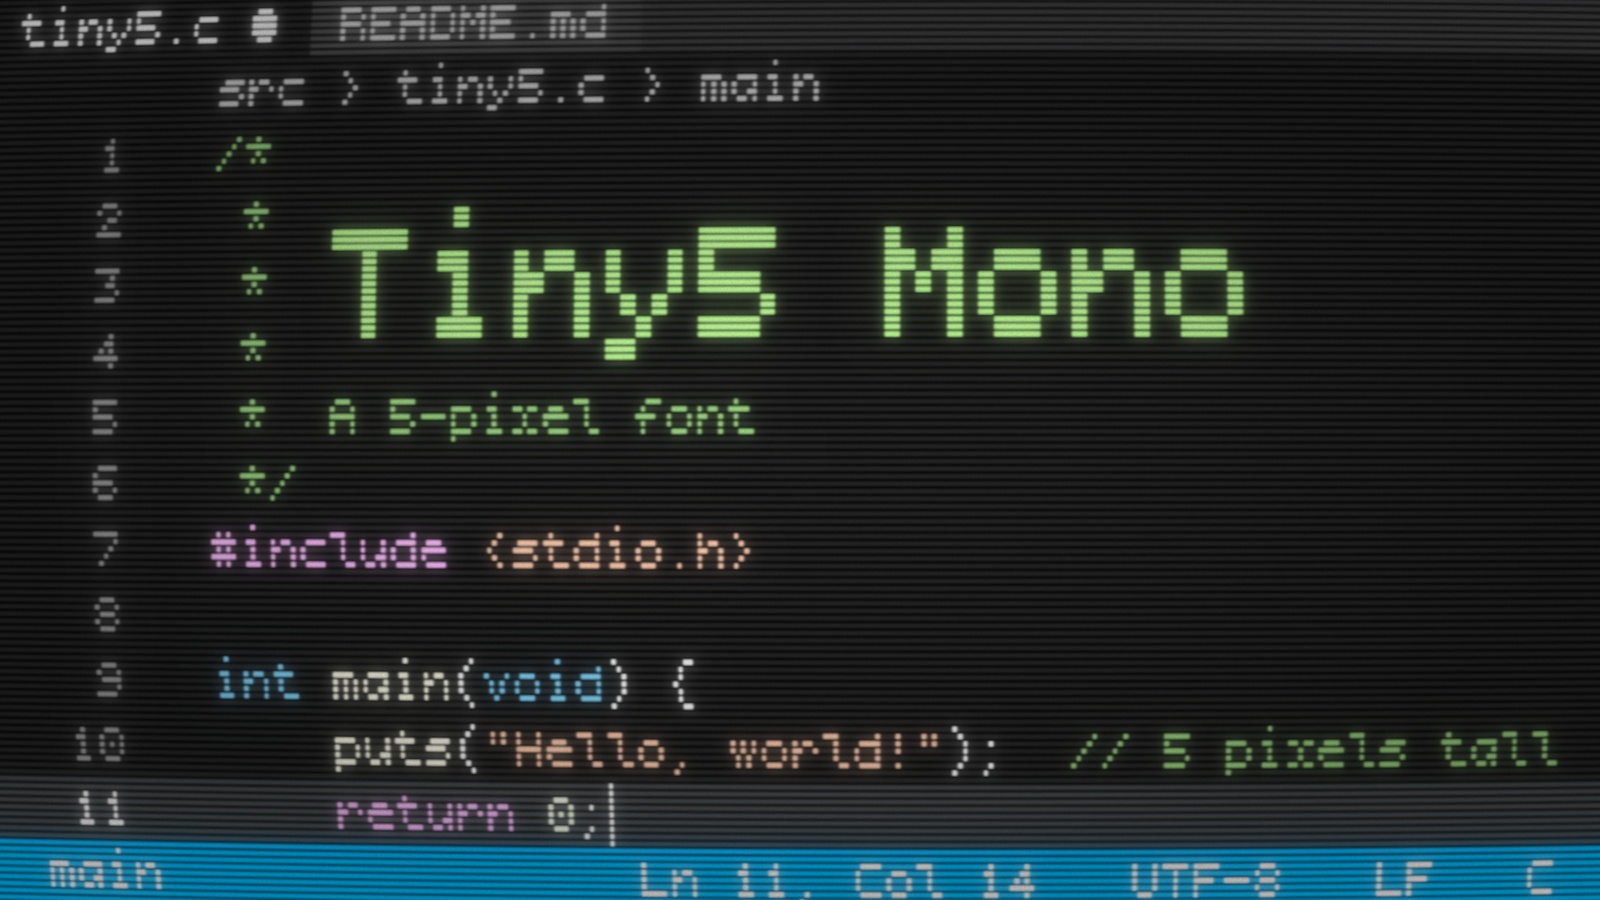 tiny5.c ● README.md
src 〉 tiny5.c 〉 main
1 /*
2 *
3 * Tiny5 Mono
4 *
5 * A 5-pixel font
6 */
7 #include <stdio.h>
8
9 int main(void) {
10 puts("Hello, world!"); // 5 pixels tall
11 return 0;
main Ln 11, Col 14 UTF-8 LF C